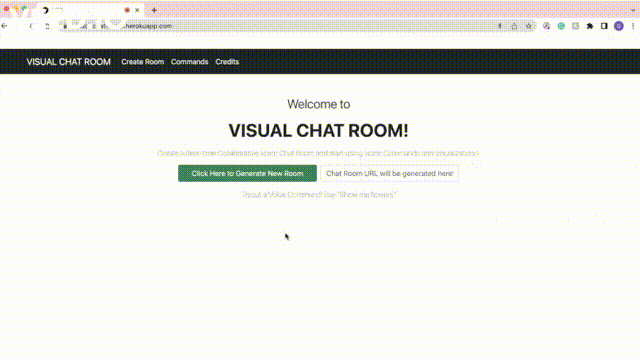 herokuapp.com
VISUAL CHAT ROOM Create Room Commands Credits
Welcome to
VISUAL CHAT ROOM!
Create a Real-time Collaborative Voice Chat Room and start using Voice Commands and Visualizations!
Click Here to Generate New Room Chat Room URL will be generated here:
Try out a Voice Command! Say "Show me flowers"